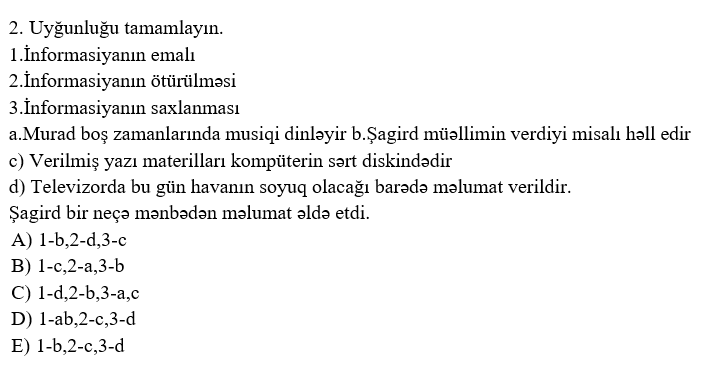 2. Uyğunluğu tamamlayın.
1.İnformasiyanın emalı
2.İnformasiyanın ötürülməsi
3.İnformasiyanın saxlanması
a.Murad boş zamanlarında musiqi dinləyir b.Şagird müəllimin verdiyi misalı həll edir
c) Verilmiş yazı materilları kompüterin sərt diskindədir
d) Televizorda bu gün havanın soyuq olacağı barədə məlumat verildir.
Şagird bir neçə mənbədən məlumat əldə etdi.
A) 1-b,2-d,3-c
B) 1-c,2-a,3-b
C) 1-d,2-b,3-a,c
D) 1-ab,2-c,3-d
E) 1-b,2-c,3-d